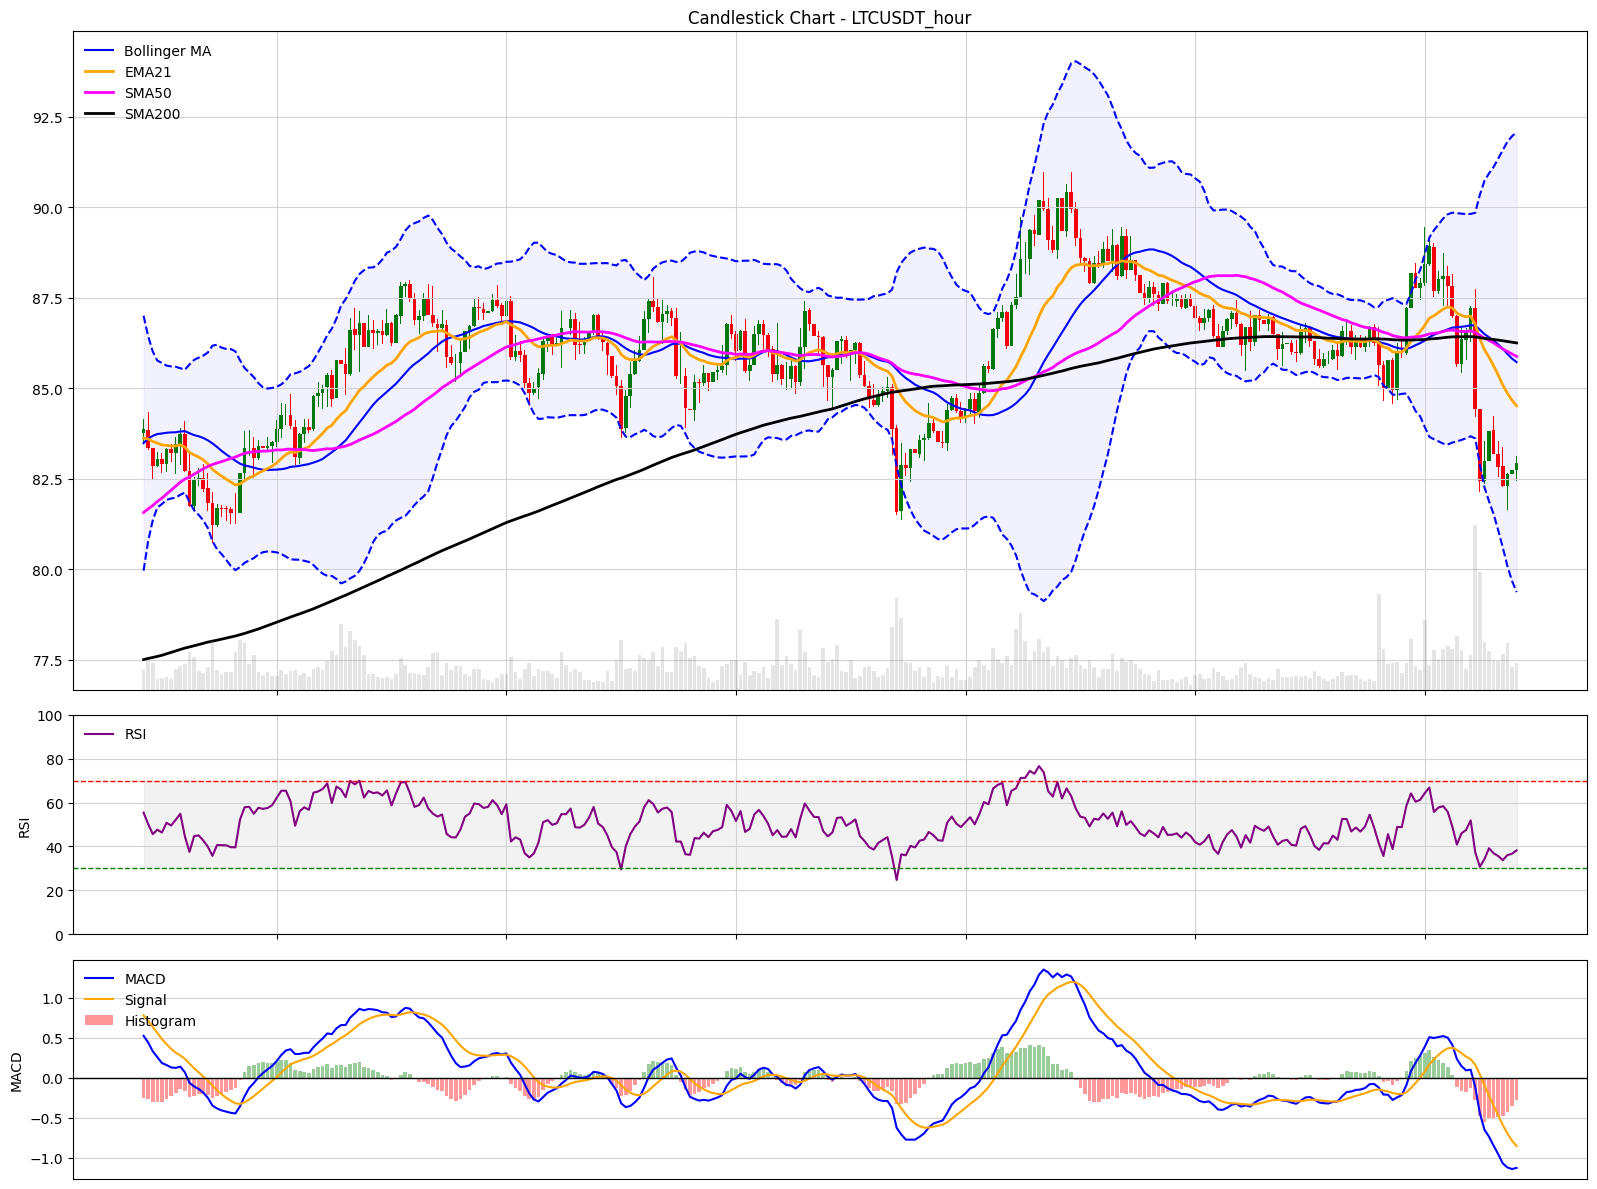 Candlestick Chart - LTCUSDT_hour
Bollinger MA
EMA21
SMA50
SMA200
92.5
90.0
87.5
85.0
82.5
80.0
77.5
RSI
100
80
60
40
20
0
RSI
MACD
Signal
Histogram
1.0
0.5
0.0
−0.5
−1.0
MACD